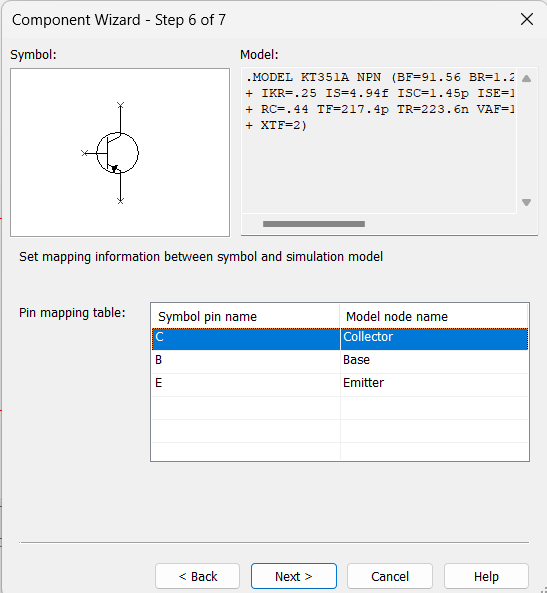 Component Wizard - Step 6 of 7
Symbol:
Model:
.MODEL KT351A NPN (BF=91.56 BR=1.2
+ IKR=.25 IS=4.94f ISC=1.45p ISE=1
+ RC=.44 TF=217.4p TR=223.6n VAF=1
+ XTF=2)
Set mapping information between symbol and simulation model
Pin mapping table:
Symbol pin name Model node name
C Collector
B Base
E Emitter
< Back Next > Cancel Help